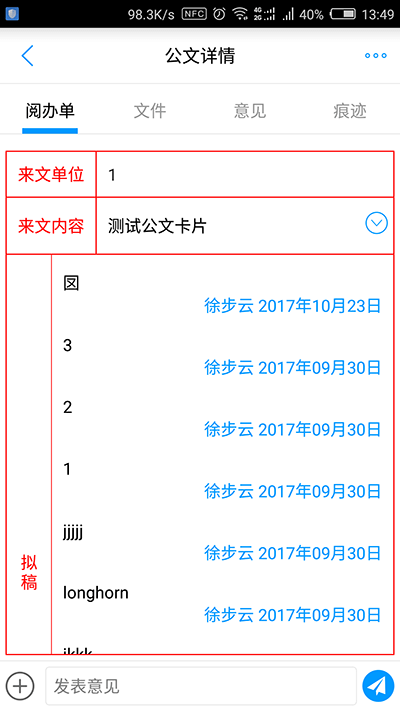 98.3K/s NFC 4G 2G 40% 13:49
公文详情
阅办单 文件 意见 痕迹
来文单位 1
来文内容 测试公文卡片
囡
徐步云 2017年10月23日
3
徐步云 2017年09月30日
2
徐步云 2017年09月30日
1
徐步云 2017年09月30日
jjjjj
徐步云 2017年09月30日
拟稿
longhorn
徐步云 2017年09月30日
发表意见